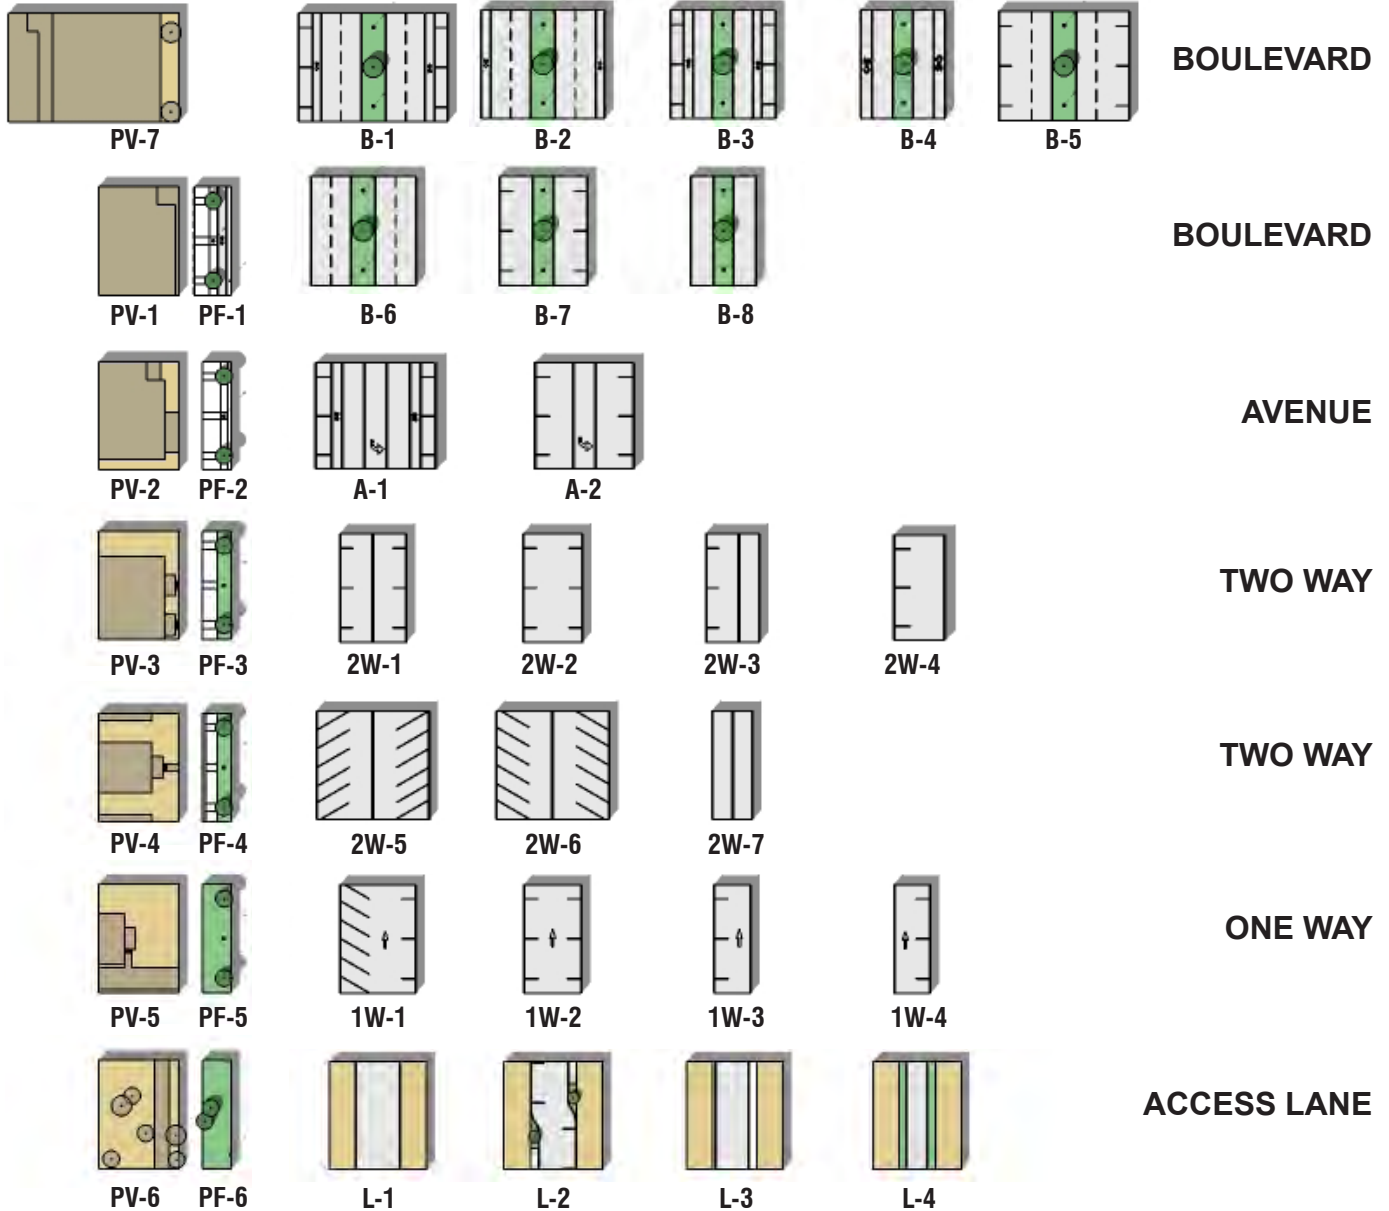 BOULEVARD
PV-7 B-1 B-2 B-3 B-4 B-5
BOULEVARD
PV-1 PF-1 B-6 B-7 B-8
AVENUE
PV-2 PF-2 A-1 A-2
TWO WAY
PV-3 PF-3 2W-1 2W-2 2W-3 2W-4
TWO WAY
PV-4 PF-4 2W-5 2W-6 2W-7
ONE WAY
PV-5 PF-5 1W-1 1W-2 1W-3 1W-4
ACCESS LANE
PV-6 PF-6 L-1 L-2 L-3 L-4